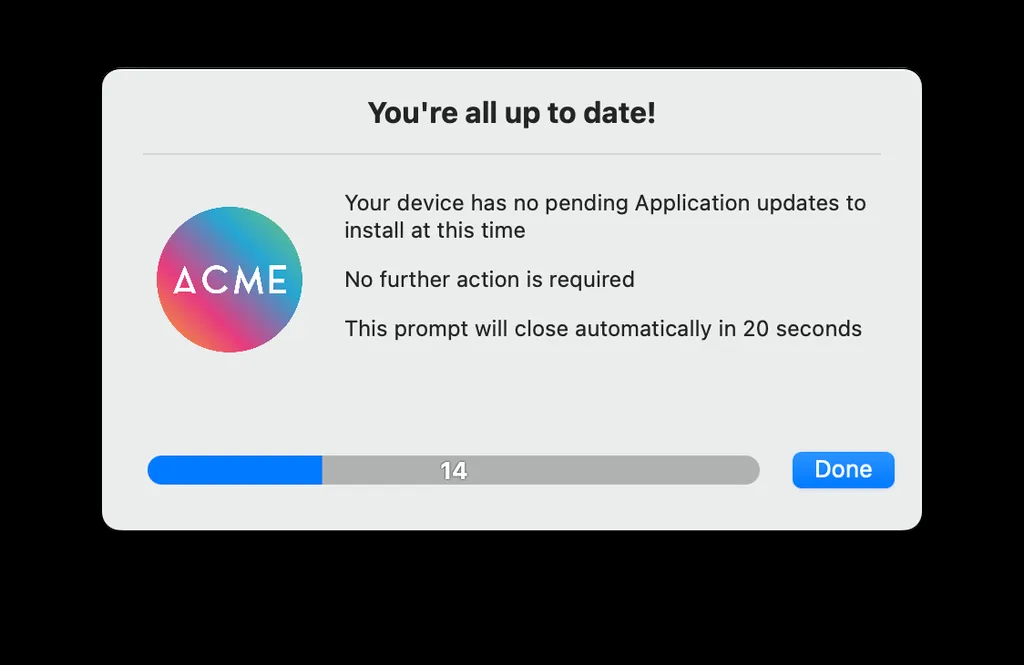 You're all up to date!
Your device has no pending Application updates to
install at this time
ACME
No further action is required
This prompt will close automatically in 20 seconds
14
Done